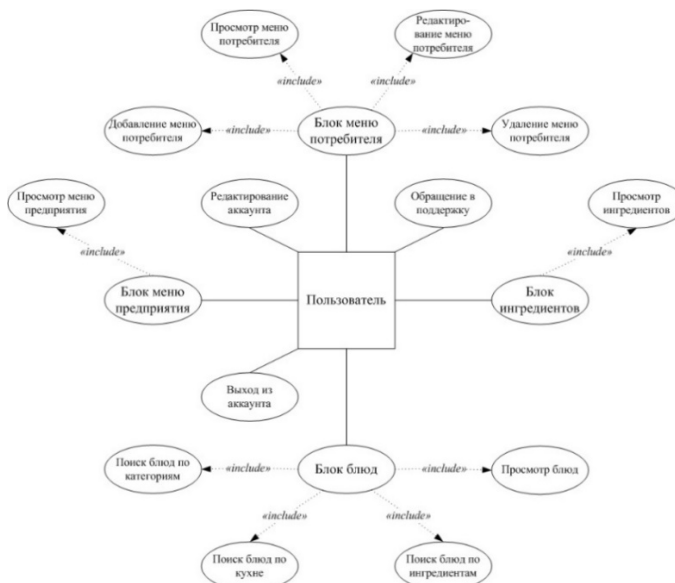 Просмотр меню
потребителя
Редактиро-
вание меню
потребителя
«include»
«include»
Добавление меню
потребителя
«include»
Блок меню
потребителя
«include»
Удаление меню
потребителя
Просмотр меню
предприятия
Редактирование
аккаунта
Обращение в
поддержку
Просмотр
ингредиентов
«include»
«include»
Блок меню
предприятия
Пользователь
Блок
ингредиентов
Выход из
аккаунта
Поиск блюд по
категориям
«include»
Блок блюд
«include»
Просмотр блюд
«include»
«include»
Поиск блюд по
кухне
Поиск блюд по
ингредиентам